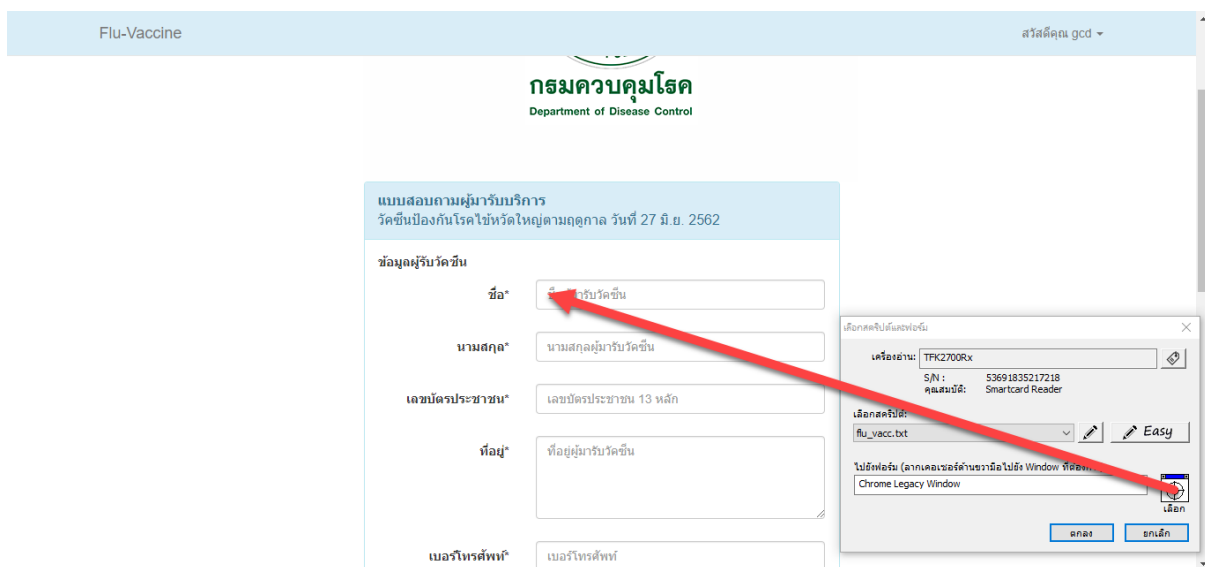 Flu-Vaccine
สวัสดีคุณ gcd
กรมควบคุมโรค
Department of Disease Control
แบบสอบถามผู้มารับบริการ
วัคซีนป้องกันโรคไข้หวัดใหญ่ตามฤดูกาล วันที่ 27 มิ.ย. 2562
ข้อมูลผู้รับวัคซีน
ชื่อ*
นามสกุล*
นามสกุลผู้มารับวัคซีน
เลขบัตรประชาชน*
เลขบัตรประชาชน 13 หลัก
ที่อยู่*
ที่อยู่ผู้มารับวัคซีน
เบอร์โทรศัพท์*
เบอร์โทรศัพท์
เลือกสคริปต์และฟอร์ม
เครื่องอ่าน: TFK2700Rx
S/N : 53691835217218
คุณสมบัติ: Smartcard Reader
เลือกสคริปต์:
flu_vacc.txt
Easy
ไปยังฟอร์ม (ลากเคอเซอร์ด้านขวามือไปยัง Window
Chrome Legacy Window
เลือก
ตกลง
ยกเลิก